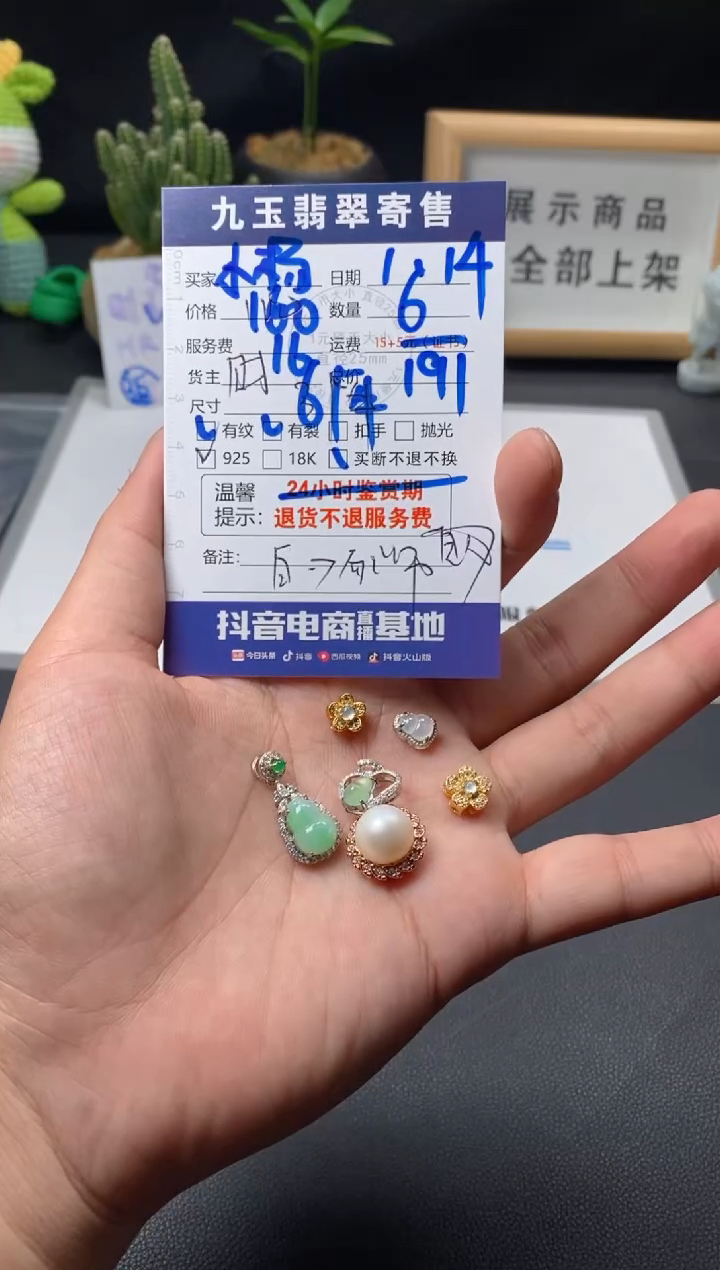 九玉翡翠寄售
买家 小杨 日期 1.14
价格 160 数量 6
服务费 16 运费 15+5元(证书)
货主 总价 191
尺寸 614
有纹 有裂 扣手 抛光
925 18K 买断不退不换
温馨 24小时鉴赏期
提示: 退货不退服务费
备注:
抖音电商直播基地
今日头条 抖音 西瓜视频 抖音火山版
展示商品
全部上架